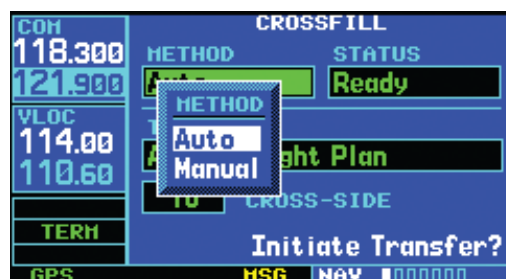 COM
118.300
121.900
VLOC
114.00
110.60
TERM
GPS
CROSSFILL
METHOD STATUS
Ready
METHOD
Auto
Manual
ght Plan
CROSS-SIDE
Initiate Transfer?
MSG NAV